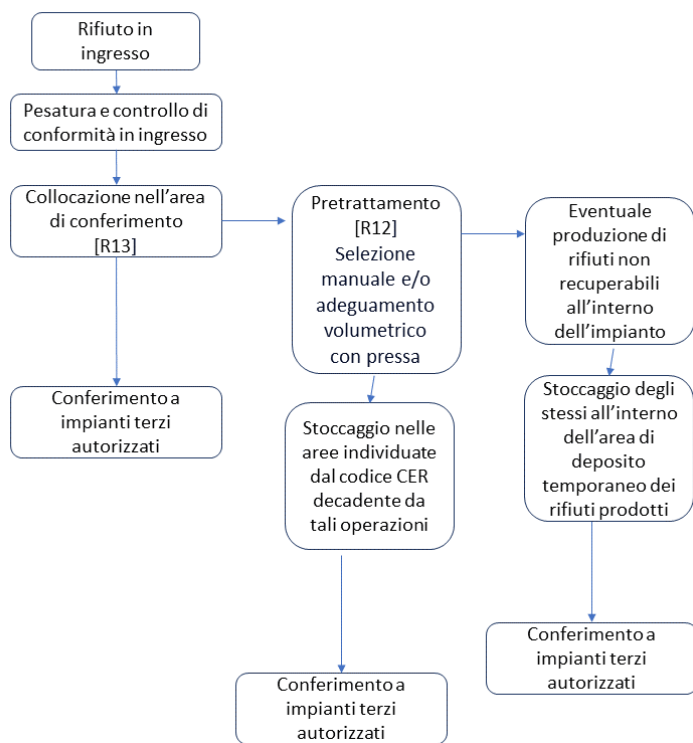 Rifiuto in
ingresso
Pesatura e controllo di
conformità in ingresso
Collocazione nell'area
di conferimento
[R13]
Conferimento a
impianti terzi
autorizzati
Pretrattamento
[R12]
Selezione
manuale e/o
adeguamento
volumetrico
con pressa
Stoccaggio nelle
aree individuate
dal codice CER
decadente da
tali operazioni
Conferimento a
impianti terzi
autorizzati
Eventuale
produzione di
rifiuti non
recuperabili
all'interno
dell'impianto
Stoccaggio degli
stessi all'interno
dell'area di
deposito
temporaneo dei
rifiuti prodotti
Conferimento a
impianti terzi
autorizzati